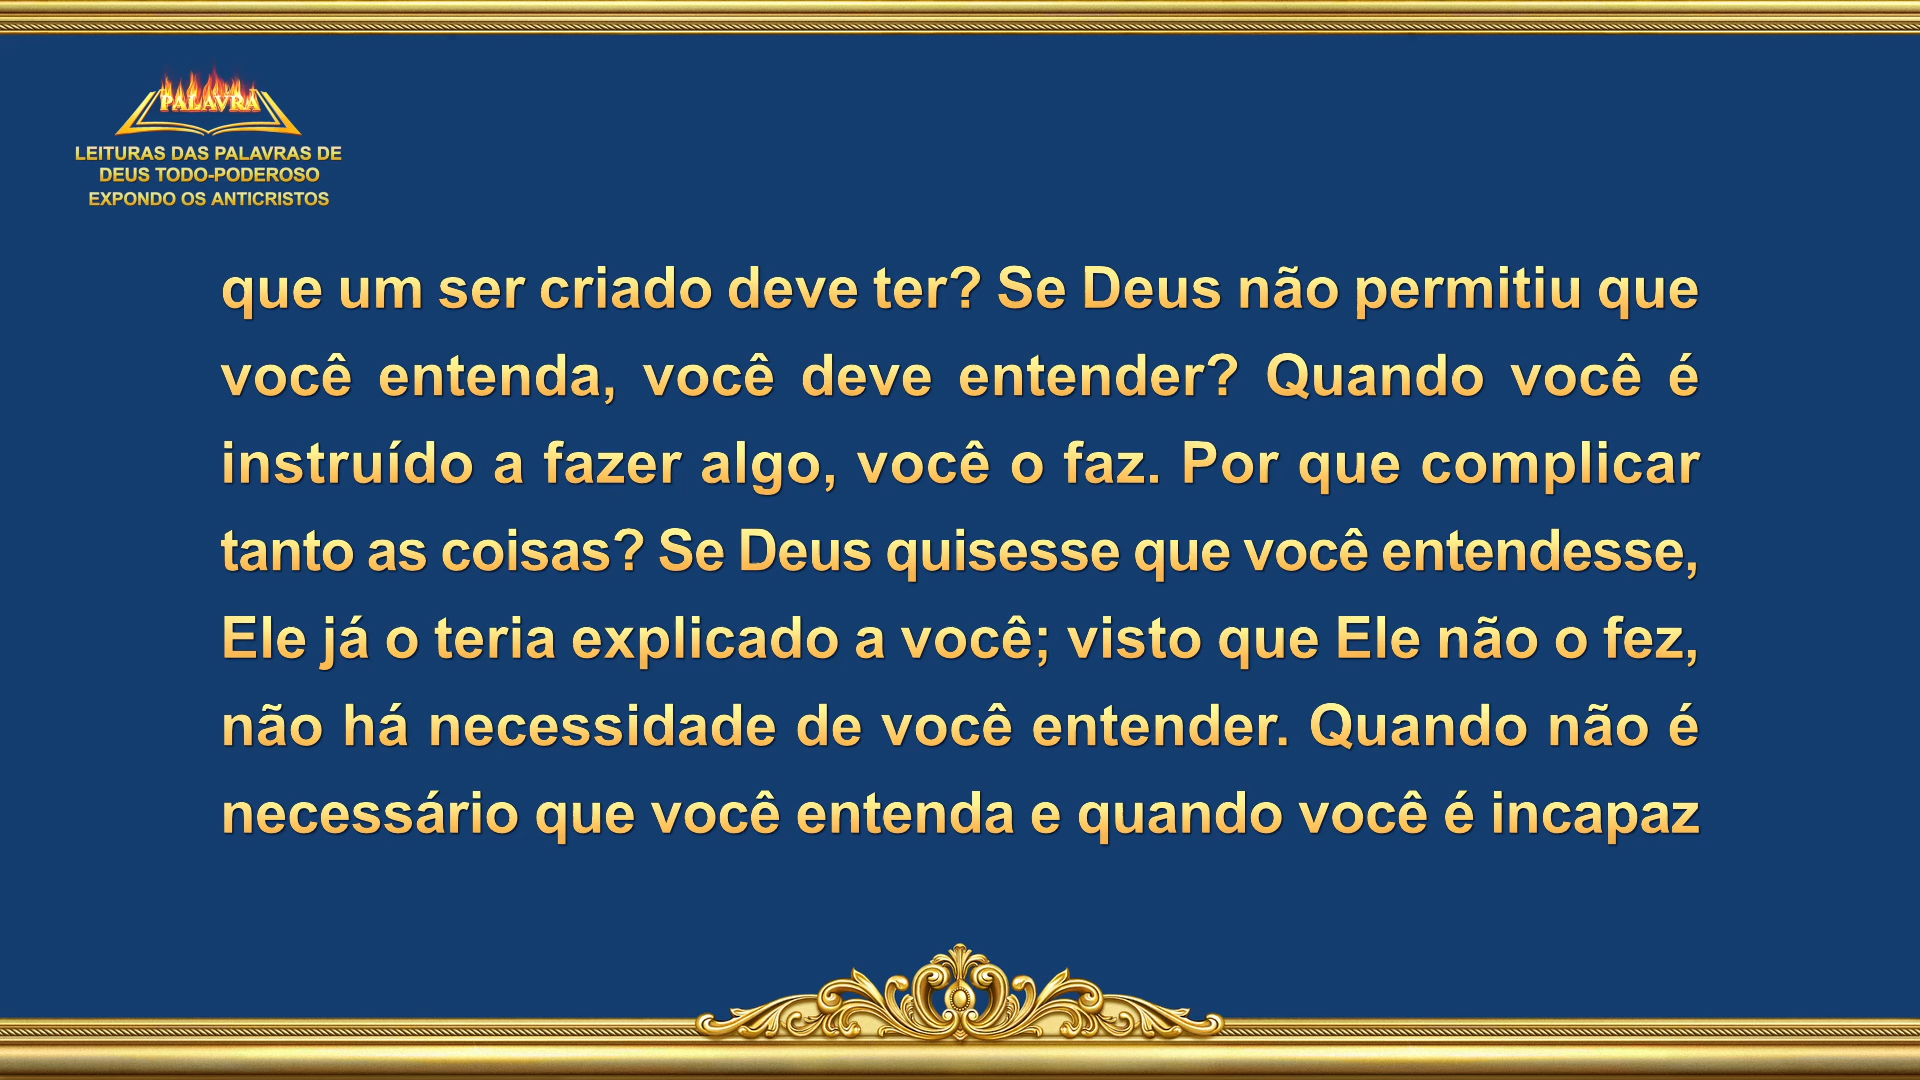 PALAVRA
LEITURAS DAS PALAVRAS DE
DEUS TODO-PODEROSO
EXPONDO OS ANTICRISTOS
que um ser criado deve ter? Se Deus não permitiu que
você entenda, você deve entender? Quando você é
instruído a fazer algo, você o faz. Por que complicar
tanto as coisas? Se Deus quisesse que você entendesse,
Ele já o teria explicado a você; visto que Ele não o fez,
não há necessidade de você entender. Quando não é
necessário que você entenda e quando você é incapaz